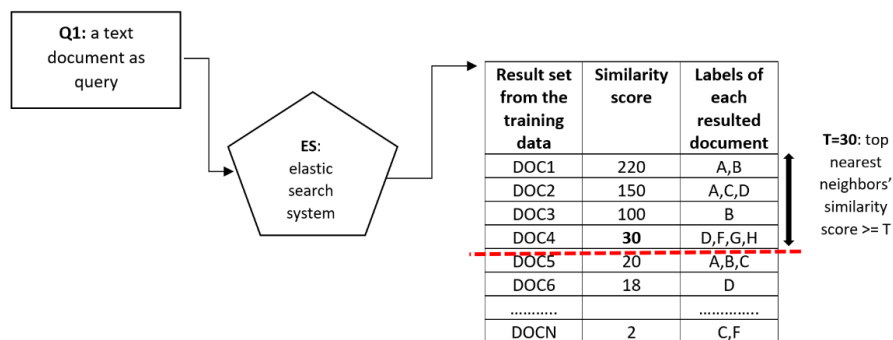 Q1: a text
document as
query
ES:
elastic
search
system
Result set
from the
training
data
Similarity
score
Labels of
each
resulted
document
DOC1 220 A,B
DOC2 150 A,C,D
DOC3 100 B
DOC4 30 D,F,G,H
DOC5 20 A,B,C
DOC6 18 D
……….. …………..
DOCN 2 C,F
T=30: top
nearest
neighbors’
similarity
score >= T